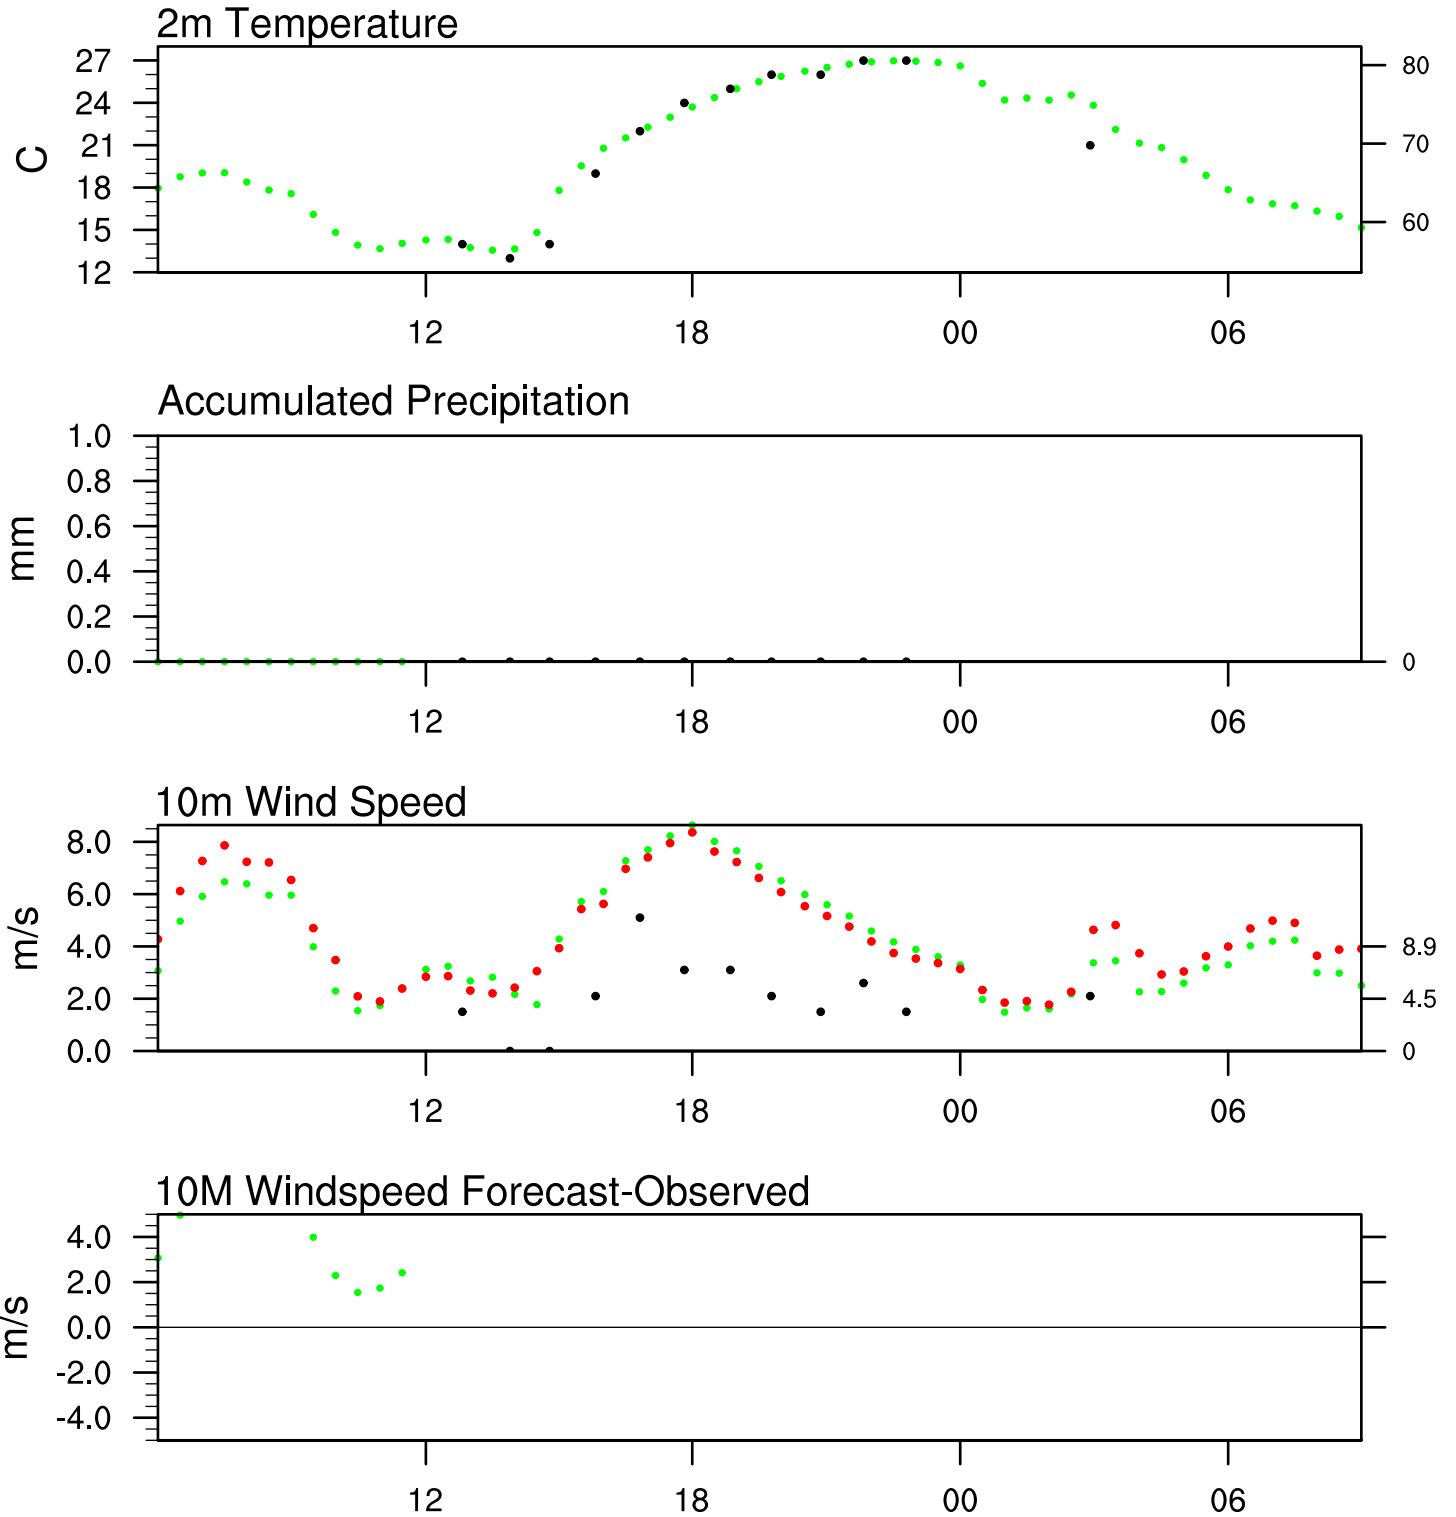 2m Temperature
27
24
21
18
15
12
C
80
70
60
12 18 00 06
Accumulated Precipitation
1.0
0.8
0.6
0.4
0.2
0.0
mm
0
12 18 00 06
10m Wind Speed
8.0
6.0
4.0
2.0
0.0
m/s
8.9
4.5
0
12 18 00 06
10M Windspeed Forecast-Observed
4.0
2.0
0.0
-2.0
-4.0
m/s
12 18 00 06